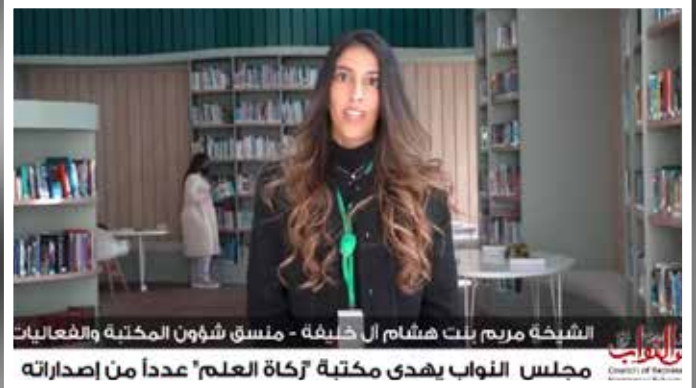 الشيخة مريم بنت هشام آل خليفة - منسق شؤون المكتبة والفعاليات
مجلس النواب يهدي مكتبة "زكاة العلم" عدداً من إصداراته
النواب